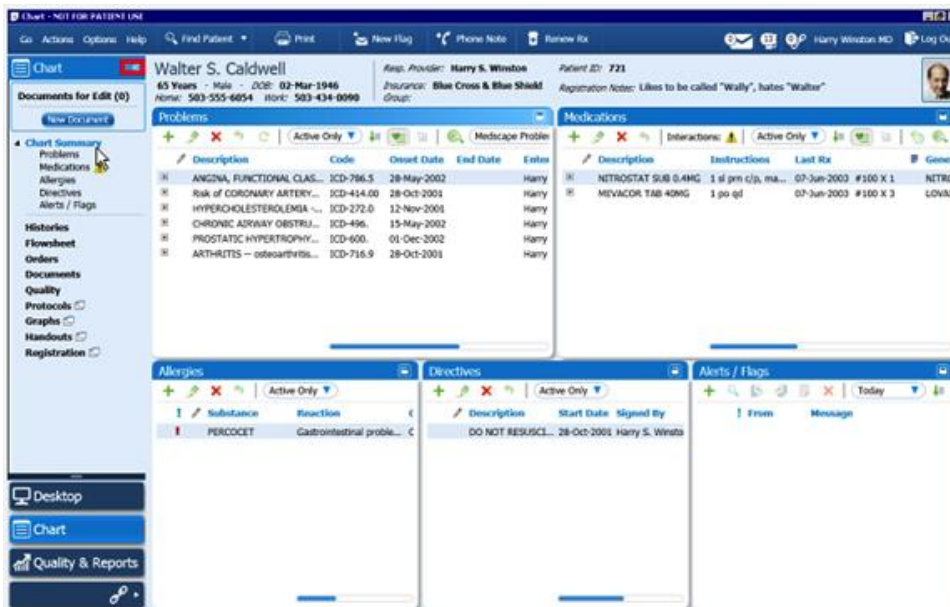 Chart - NOT FOR PATIENT USE
Go Actions Options Help Find Patient Print New Flag Phone Note Renew Rx Harry Winston MD Log Ou
Chart
Documents for Edit (0)
New Document
Chart Summary
Problems
Medications
Allergies
Directives
Alerts / Flags
Histories
Flowsheet
Orders
Documents
Quality
Protocols
Graphs
Handouts
Registration
Desktop
Chart
Quality & Reports
Walter S. Caldwell
65 Years - Male - DOB: 02-Mar-1946
Home: 503-555-6054 Work: 503-434-0090
Resp. Provider: Harry S. Winston
Insurance: Blue Cross & Blue Shield
Group:
Patient ID: 721
Registration Notes: Likes to be called "Wally", hates "Walter"
Problems
Active Only Medscape Probler
Description Code Onset Date End Date Enter
ANGINA, FUNCTIONAL CLAS... ICD-786.5 28-May-2002 Harry
Risk of CORONARY ARTERY... ICD-414.00 28-Oct-2001 Harry
HYPERCHOLESTEROLEMIA -... ICD-272.0 12-Nov-2001 Harry
CHRONIC AIRWAY OBSTRU... ICD-496. 15-May-2002 Harry
PROSTATIC HYPERTROPHY... ICD-600. 01-Dec-2002 Harry
ARTHRITIS -- osteoarthritis... ICD-716.9 28-Oct-2001 Harry
Medications
Interactions: Active Only
Description Instructions Last Rx Gene
NITROSTAT SUB 0.4MG 1 sl prn c/p, ma... 07-Jun-2003 #100 X 1 NITRO
MEVACOR TAB 40MG 1 po qd 07-Jun-2003 #100 X 3 LOVA
Allergies
Active Only
! Substance Reaction
PERCOCET Gastrointestinal proble...
Directives
Active Only
Description Start Date Signed By
DO NOT RESUSCI... 28-Oct-2001 Harry S. Winsto
Alerts / Flags
Today
! From Message